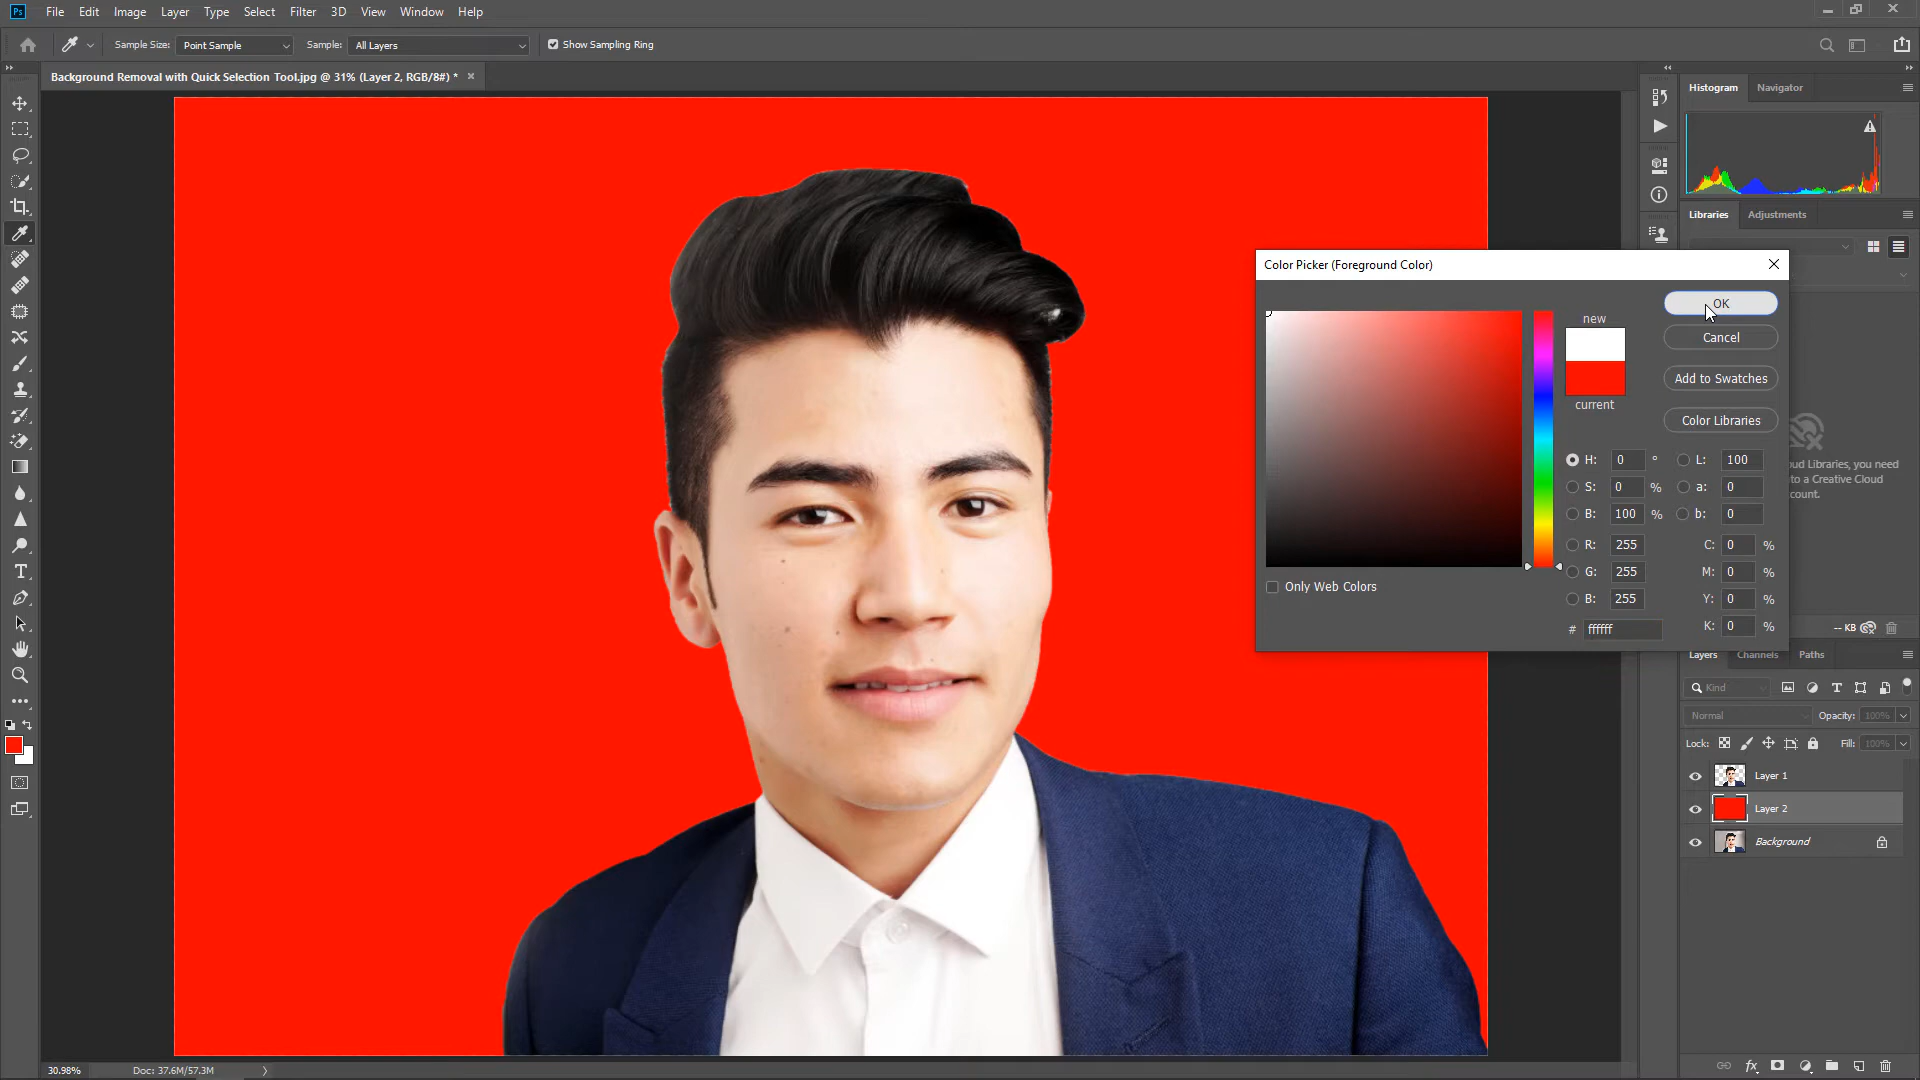 Ps File Edit Image Layer Type Select Filter 3D View Window Help
Sample Size: Point Sample Sample: All Layers Show Sampling Ring
Background Removal with Quick Selection Tool.jpg @ 31% (Layer 2, RGB/8#) *
Histogram Navigator
Libraries Adjustments
Color Picker (Foreground Color)
OK
new
Cancel
Add to Swatches
current
Color Libraries
H: 0 ° L: 100
S: 0 % a: 0
B: 100 % b: 0
R: 255 C: 0 %
G: 255 M: 0 %
B: 255 Y: 0 %
# ffffff K: 0 %
Only Web Colors
ud Libraries, you need
to a Creative Cloud
count.
-- KB
Layers Channels Paths
Kind
Normal Opacity: 100%
Lock: Fill: 100%
Layer 1
Layer 2
Background
30.98% Doc: 37.6M/57.3M